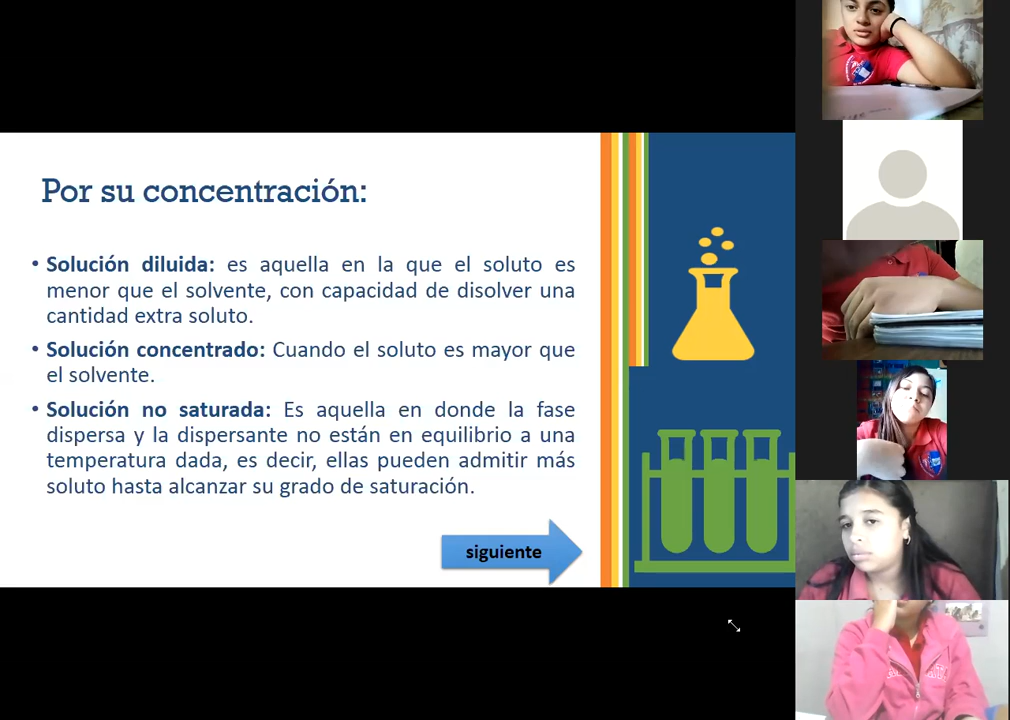 Por su concentración:
• Solución diluida: es aquella en la que el soluto es
menor que el solvente, con capacidad de disolver una
cantidad extra soluto.
• Solución concentrado: Cuando el soluto es mayor que
el solvente.
• Solución no saturada: Es aquella en donde la fase
dispersa y la dispersante no están en equilibrio a una
temperatura dada, es decir, ellas pueden admitir más
soluto hasta alcanzar su grado de saturación.
siguiente